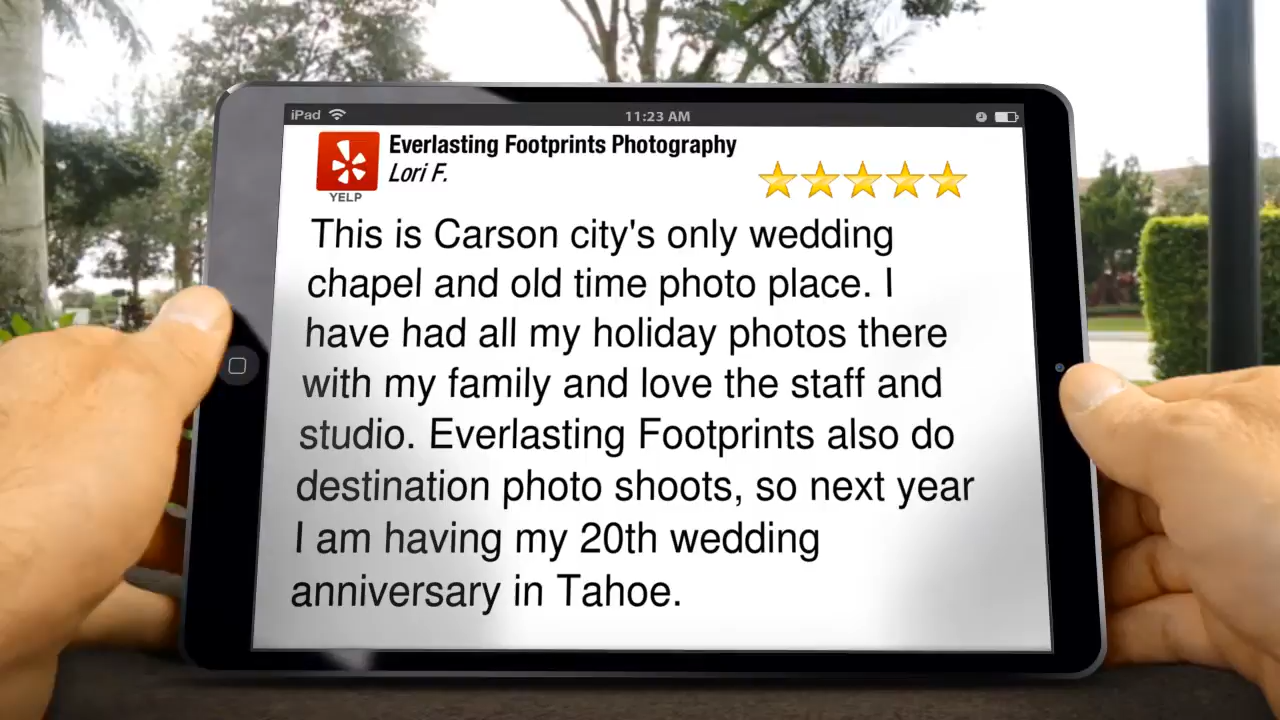 iPad 11:23 AM
Everlasting Footprints Photography
Lori F.
YELP
This is Carson city's only wedding
chapel and old time photo place. I
have had all my holiday photos there
with my family and love the staff and
studio. Everlasting Footprints also do
destination photo shoots, so next year
I am having my 20th wedding
anniversary in Tahoe.